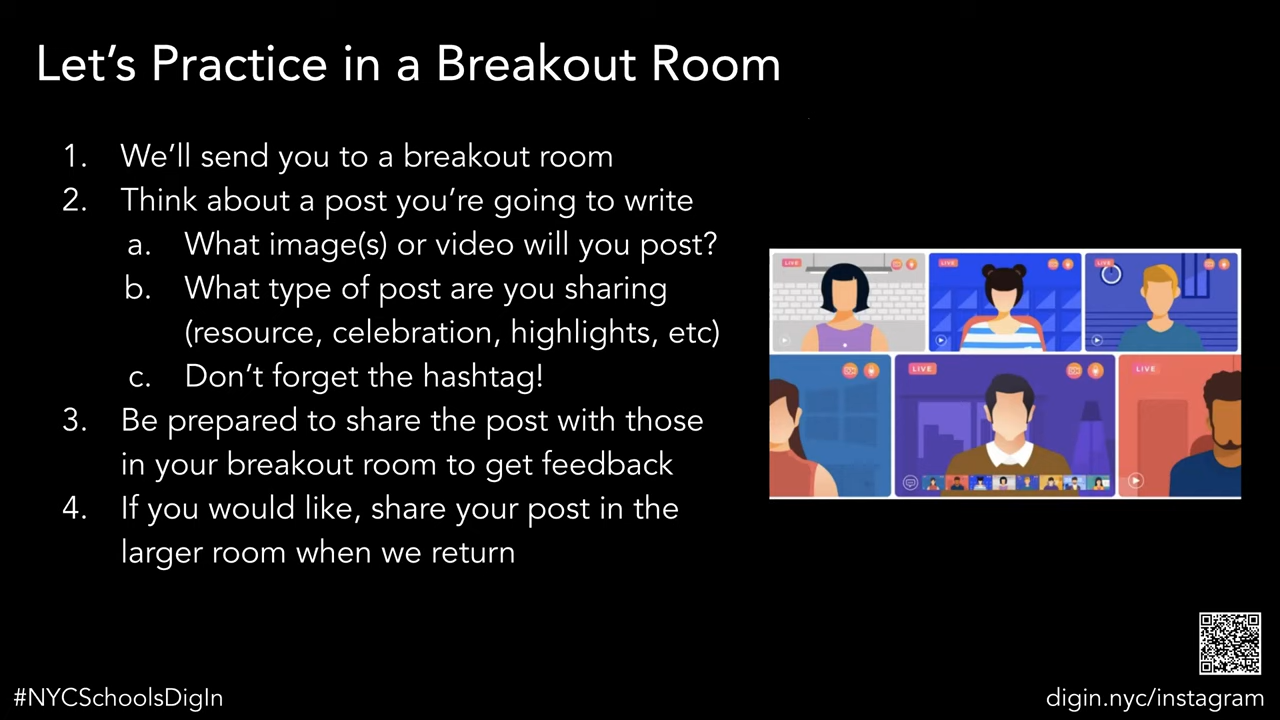 Let's Practice in a Breakout Room
1. We'll send you to a breakout room
2. Think about a post you're going to write
a. What image(s) or video will you post?
b. What type of post are you sharing
(resource, celebration, highlights, etc)
c. Don't forget the hashtag!
3. Be prepared to share the post with those
in your breakout room to get feedback
4. If you would like, share your post in the
larger room when we return
LIVE
LIVE
LIVE
LIVE
LIVE
#NYCSchoolsDigIn
digin.nyc/instagram